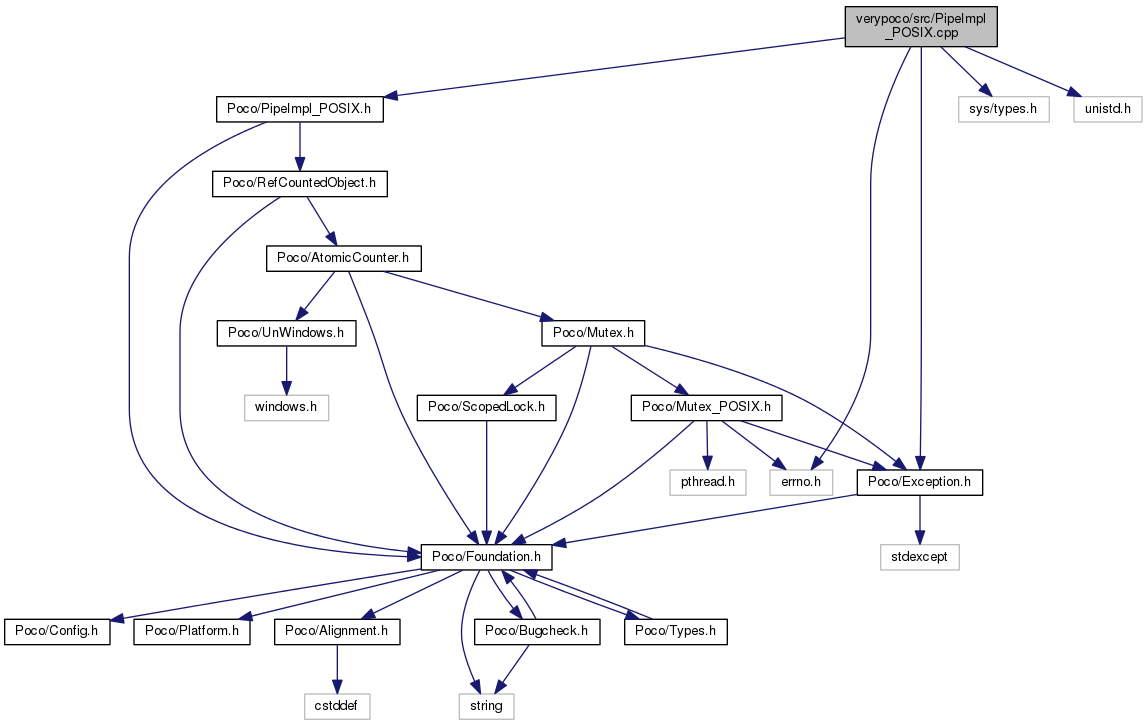 verypoco/src/PipeImpl
_POSIX.cpp
Poco/PipeImpl_POSIX.h
sys/types.h
unistd.h
Poco/RefCountedObject.h
Poco/AtomicCounter.h
Poco/UnWindows.h
Poco/Mutex.h
windows.h
Poco/ScopedLock.h
Poco/Mutex_POSIX.h
pthread.h
errno.h
Poco/Exception.h
Poco/Foundation.h
stdexcept
Poco/Config.h
Poco/Platform.h
Poco/Alignment.h
Poco/Bugcheck.h
Poco/Types.h
cstddef
string